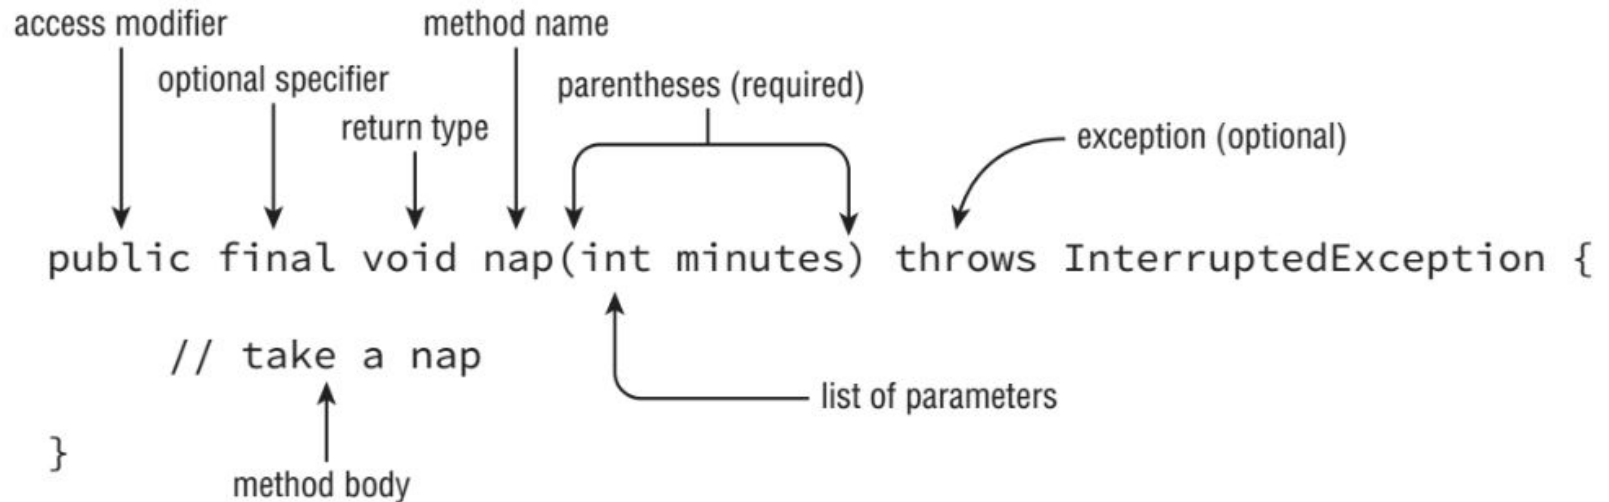 access modifier
method name
optional specifier
parentheses (required)
return type
exception (optional)
public final void nap(int minutes) throws InterruptedException {
// take a nap
list of parameters
}
method body